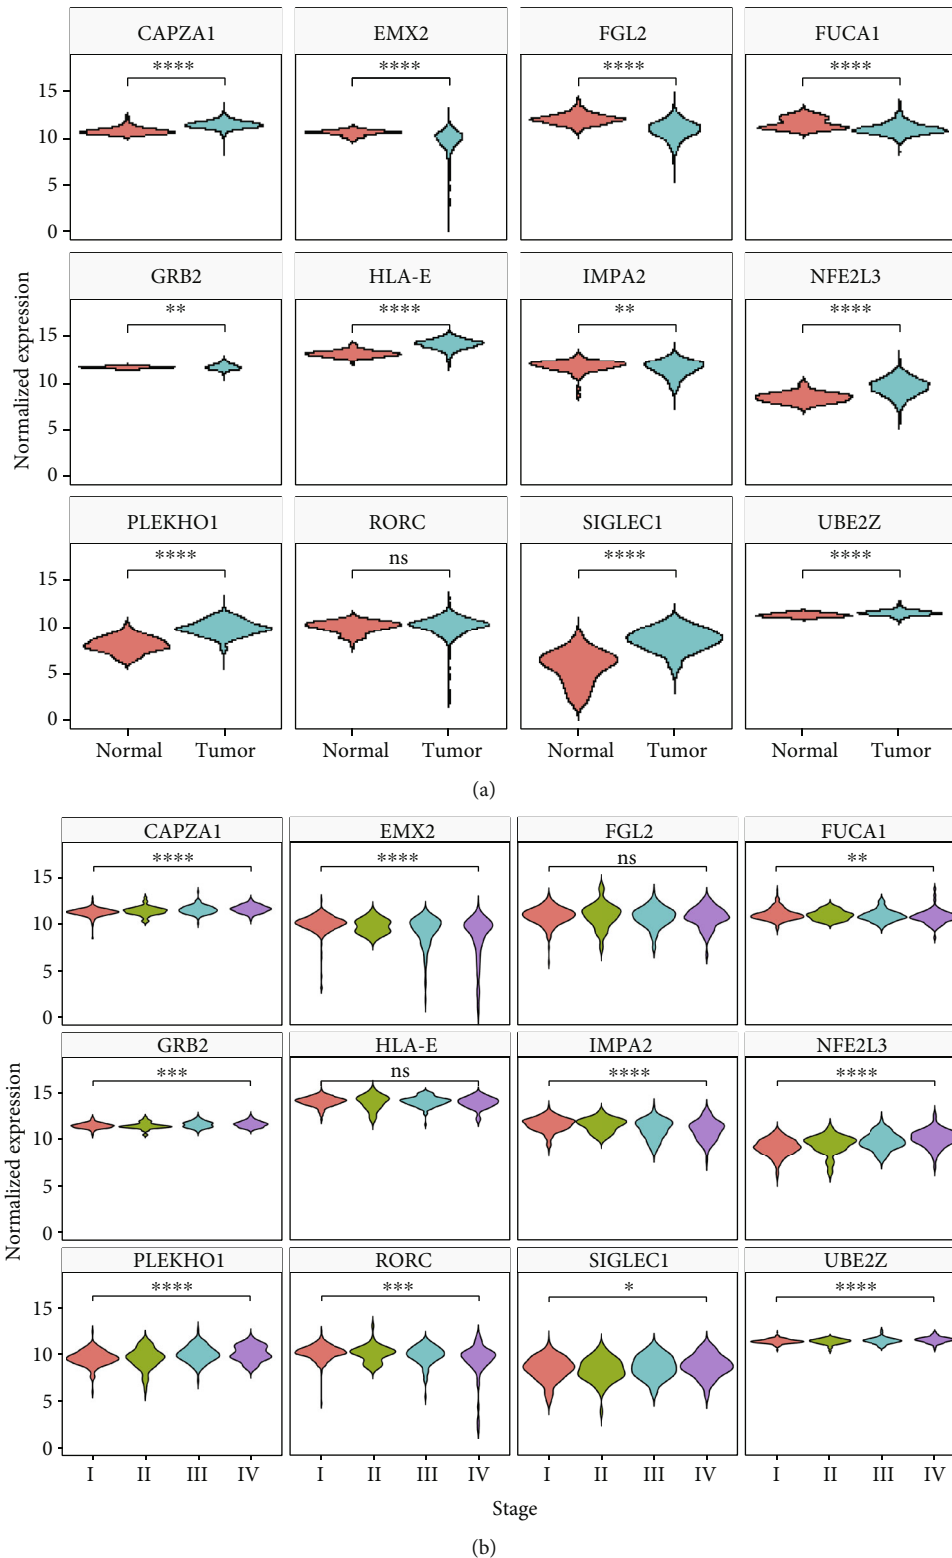 CAPZA1 EMX2 FGL2 FUCA1
**** **** **** ****
15
10
5
0
GRB2 HLA-E IMPA2 NFE2L3
** **** ** ****
15
10
5
0
Normalized expression
PLEKHO1 RORC SIGLEC1 UBE2Z
**** ns **** ****
15
10
5
0
Normal Tumor Normal Tumor Normal Tumor Normal Tumor
(a)
CAPZA1 EMX2 FGL2 FUCA1
**** **** ns **
15
10
5
0
GRB2 HLA-E IMPA2 NFE2L3
*** ns **** ****
15
10
5
0
Normalized expression
PLEKHO1 RORC SIGLEC1 UBE2Z
**** *** * ****
15
10
5
0
I II III IV I II III IV I II III IV I II III IV
Stage
(b)